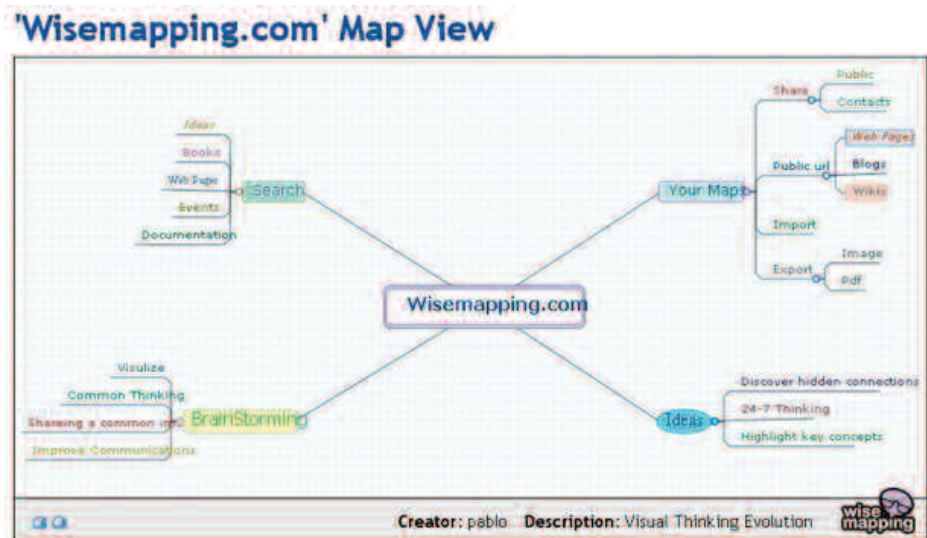 'Wisemapping.com' Map View
Ideas
Books
Web Pages
Events
Documentation
Search
Your Maps
Share
Public
Contacts
Public url
Web Pages
Blogs
Wikis
Import
Export
Image
Pdf
Wisemapping.com
Visulize
Common Thinking
Shareing a common
Improve Communications
BrainStorming
Ideas
Discover hidden connections
24-7 Thinking
Highlight key concepts
Creator: pablo Description: Visual Thinking Evolution
wise
mapping